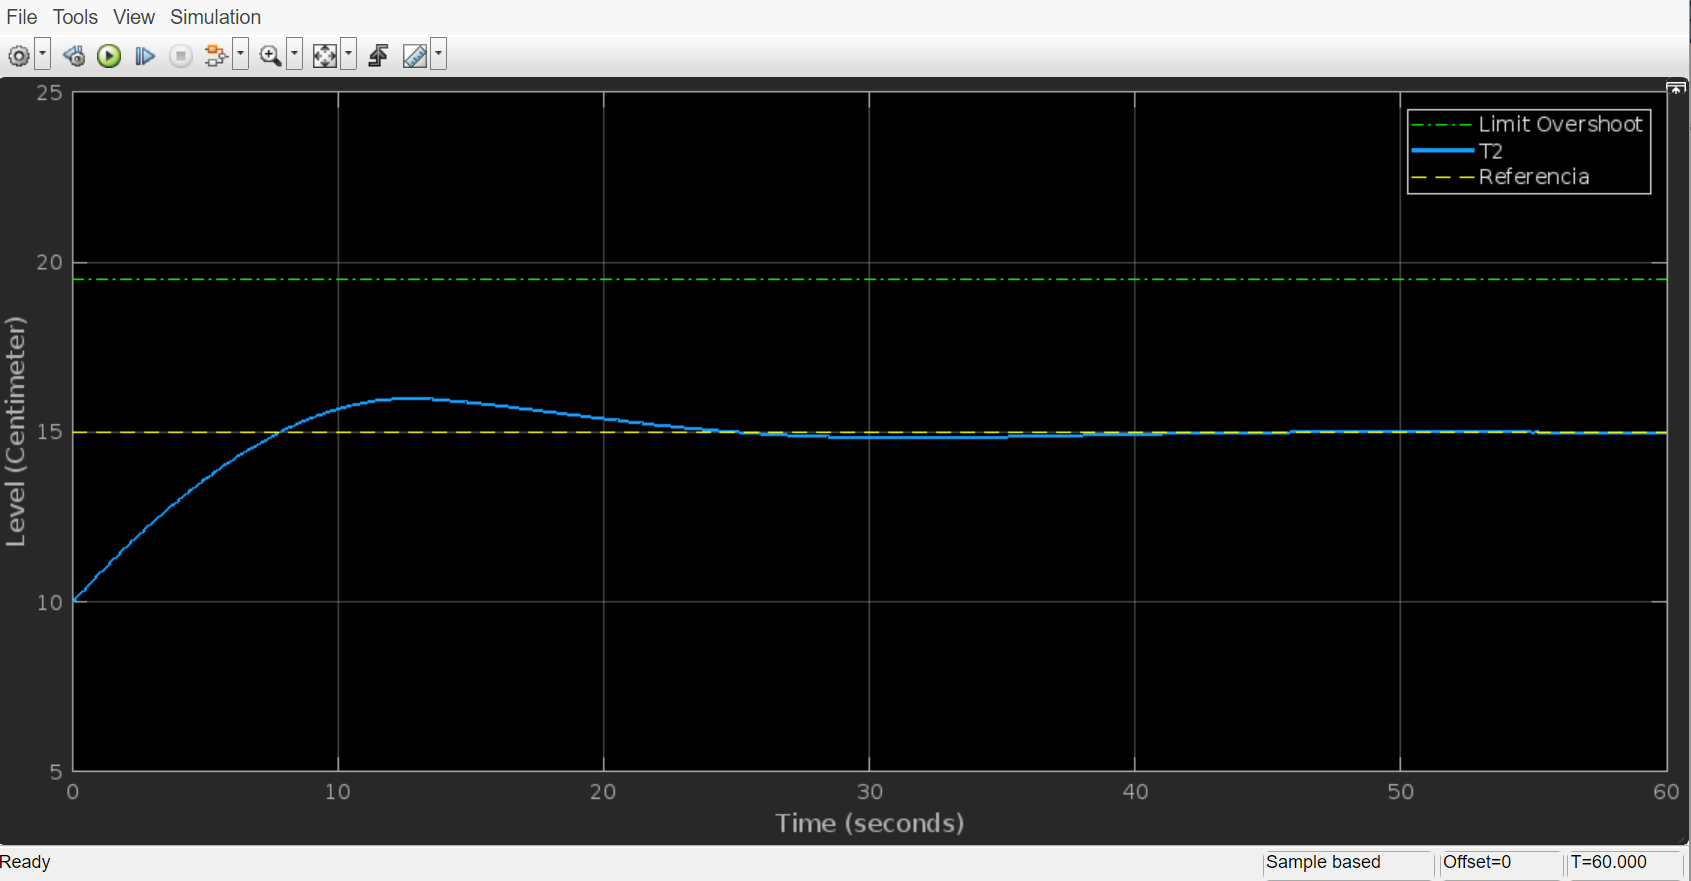 File Tools View Simulation
25
20
15
10
5
Level (Centimeter)
Limit Overshoot
T2
Referencia
0 10 20 30 40 50 60
Time (seconds)
Ready Sample based Offset=0 T=60.000